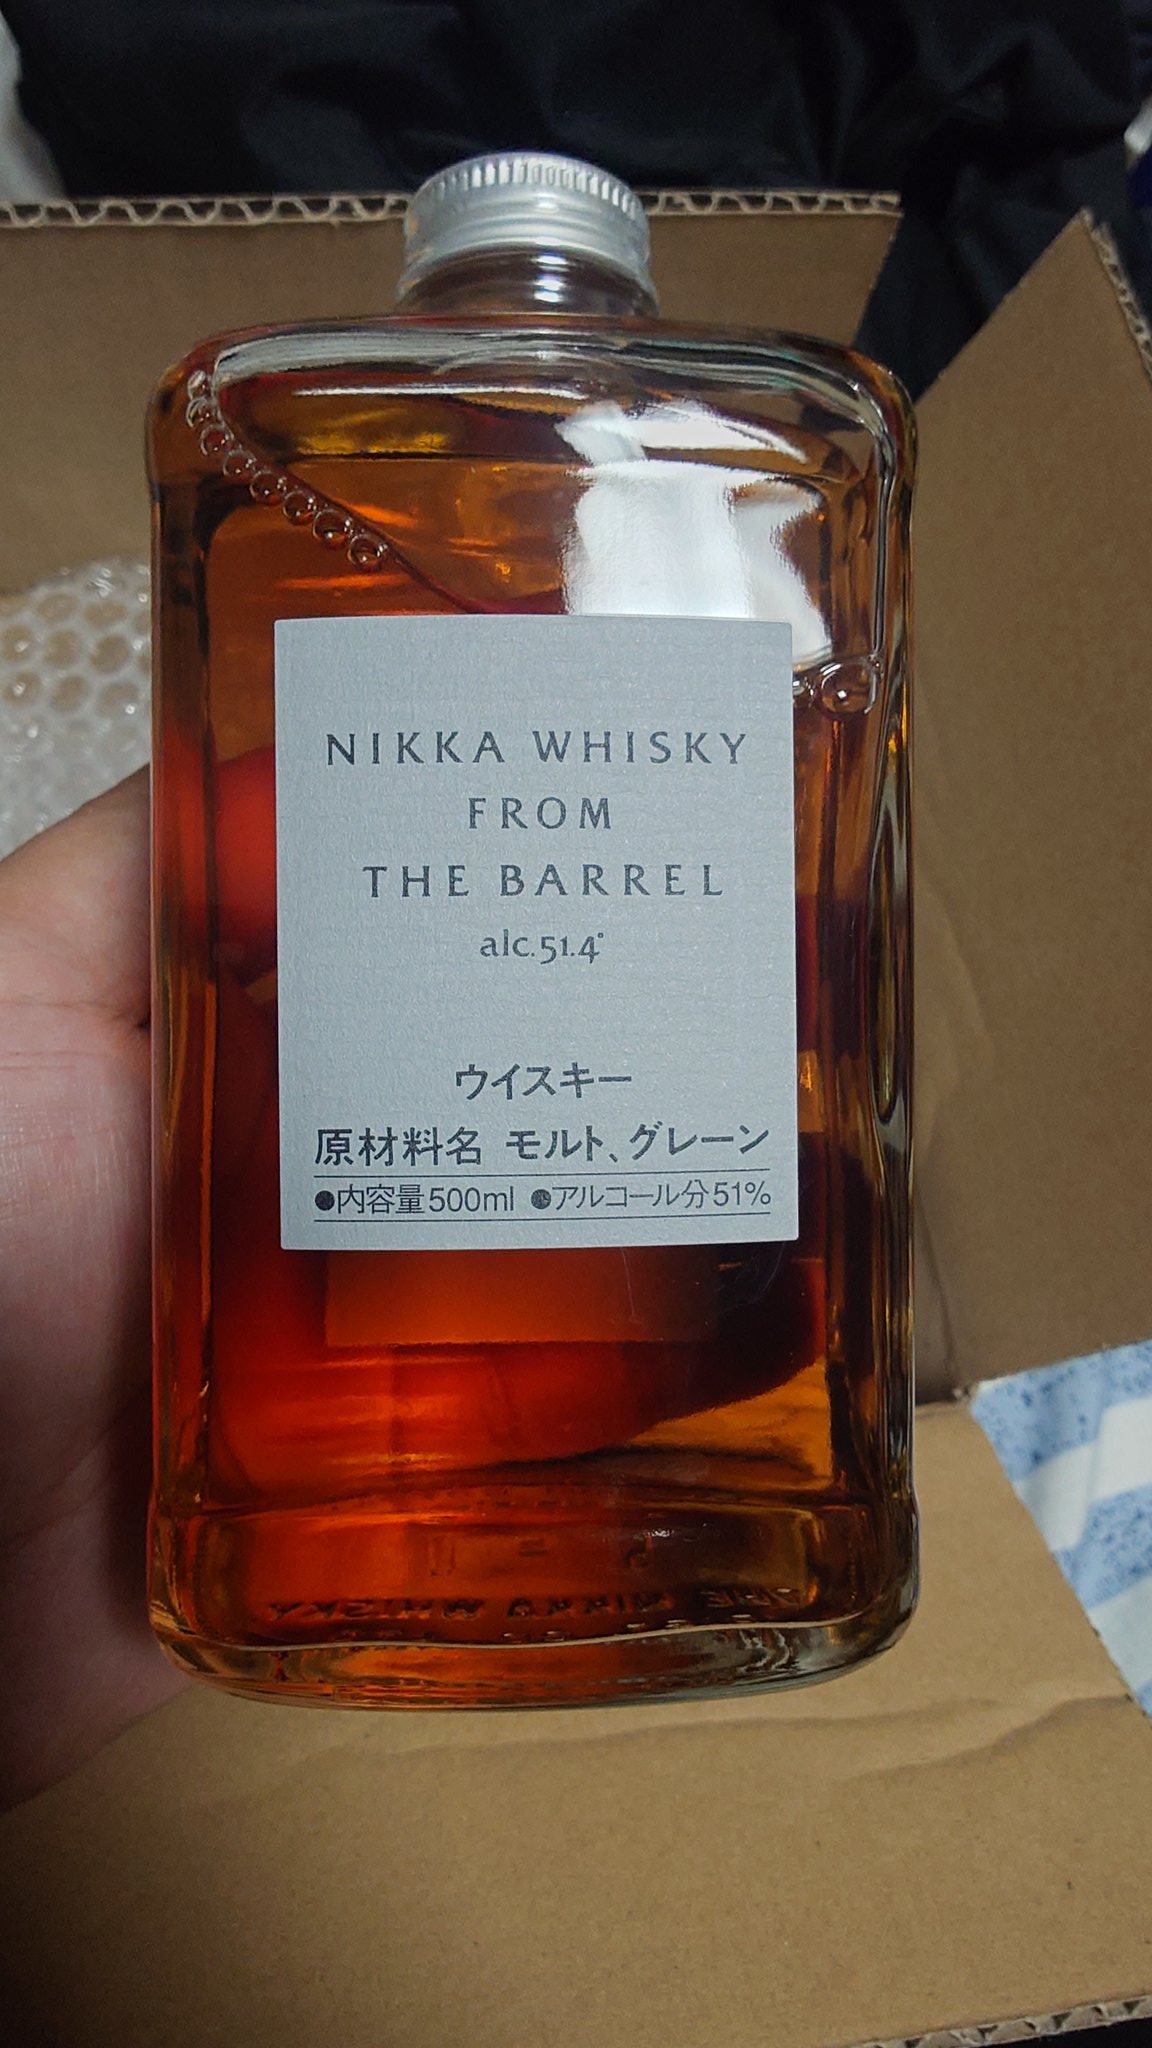 NIKKA WHISKY
FROM
THE BARREL
alc.51.4°
ウイスキー
原材料名 モルト、グレーン
●内容量500ml ●アルコール分51%